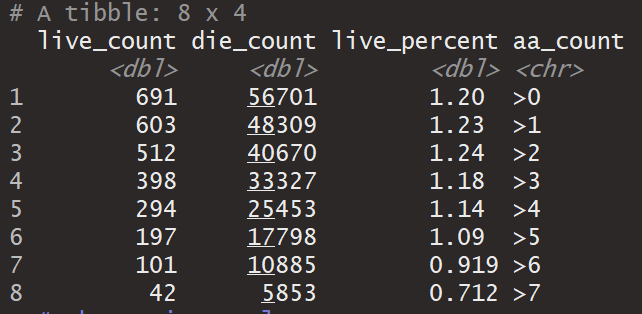 # A tibble: 8 x 4
live_count die_count live_percent aa_count
<dbl> <dbl> <dbl> <chr>
1 691 56701 1.20 >0
2 603 48309 1.23 >1
3 512 40670 1.24 >2
4 398 33327 1.18 >3
5 294 25453 1.14 >4
6 197 17798 1.09 >5
7 101 10885 0.919 >6
8 42 5853 0.712 >7